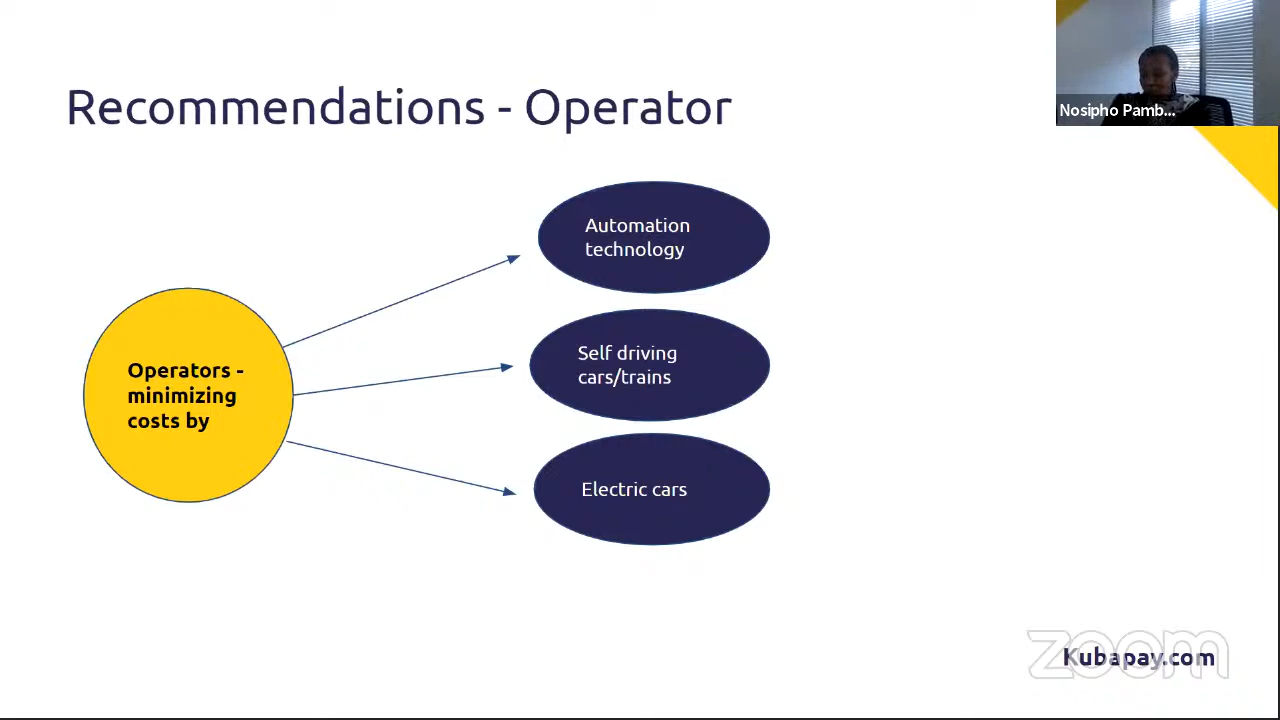 Recommendations - Operator
Nosipho Pamb...
Automation
technology
Self driving
cars/trains
Operators -
minimizing
costs by
Electric cars
zoom
Kubapay.com